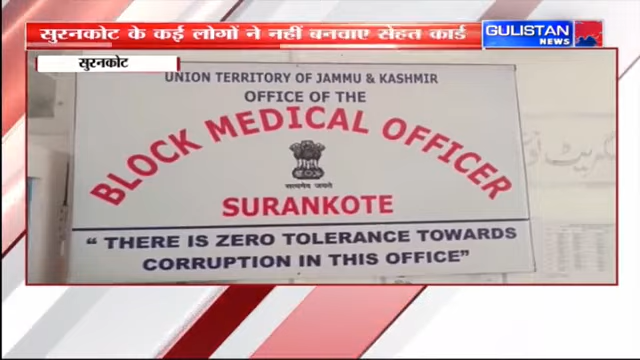 सुरनकोट के कई लोगों ने नहीं बनवाए सेहत कार्ड
GULISTAN
NEWS
सुरनकोट
UNION TERRITORY OF JAMMU & KASHMIR
OFFICE OF THE
BLOCK MEDICAL OFFICER
सत्यमेव जयते
SURANKOTE
“ THERE IS ZERO TOLERANCE TOWARDS
CORRUPTION IN THIS OFFICE”